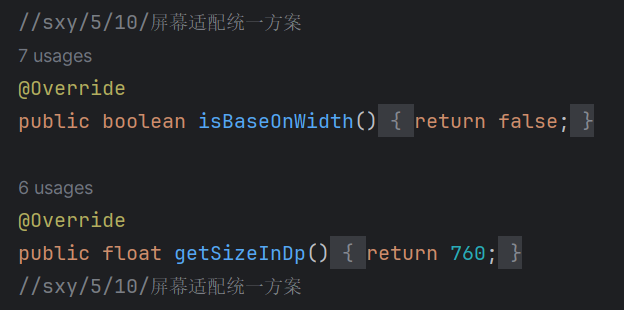 //sxy/5/10/屏幕适配统一方案
7 usages
@Override
public boolean isBaseOnWidth() { return false; }
6 usages
@Override
public float getSizeInDp() { return 760; }
//sxy/5/10/屏幕适配统一方案